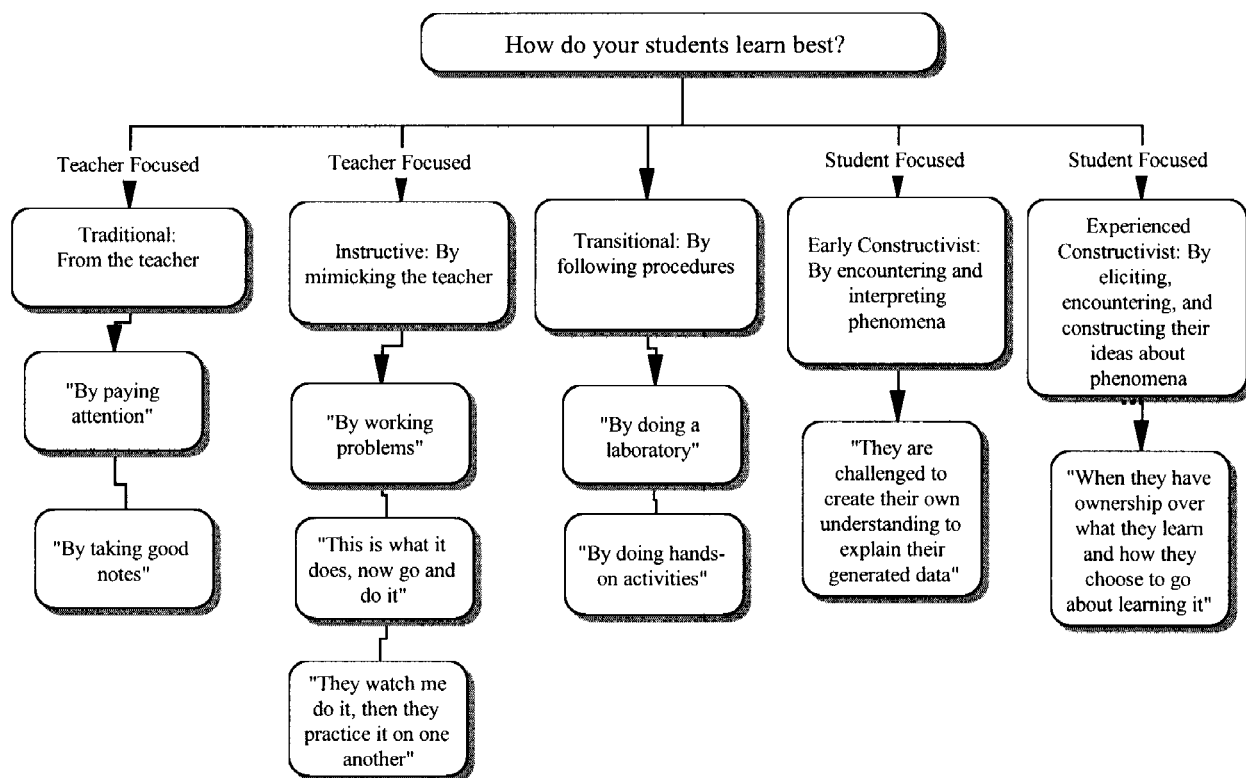 How do your students learn best?
Teacher Focused
Teacher Focused
Student Focused
Student Focused
Traditional:
From the teacher
Instructive: By
mimicking the teacher
Transitional: By
following procedures
Early Constructivist:
By encountering and
interpreting
phenomena
Experienced
Constructivist: By
eliciting,
encountering, and
constructing their
ideas about
phenomena
"By paying
attention"
"By working
problems"
"By doing a
laboratory"
"They are
challenged to
create their own
understanding to
explain their
generated data"
"When they have
ownership over
what they learn
and how they
choose to go
about learning it"
"By taking good
notes"
"This is what it
does, now go and
do it"
"By doing hands-
on activities"
"They watch me
do it, then they
practice it on one
another"